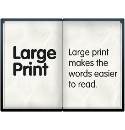 Large
Print
Large print
makes the
words easier
to read.